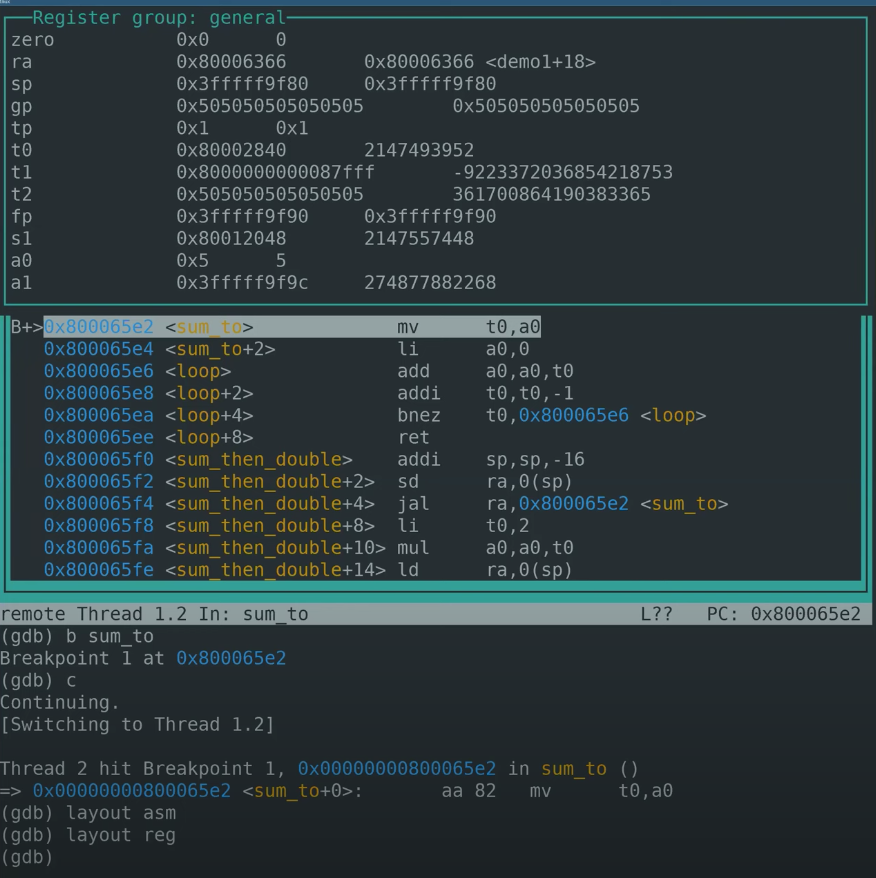 Register group: general
zero 0x0 0
ra 0x80006366 0x80006366 <demo1+18>
sp 0x3fffff9f80 0x3fffff9f80
gp 0x505050505050505 0x505050505050505
tp 0x1 0x1
t0 0x80002840 2147493952
t1 0x8000000000087fff -9223372036854218753
t2 0x505050505050505 361700864190383365
fp 0x3fffff9f90 0x3fffff9f90
s1 0x80012048 2147557448
a0 0x5 5
a1 0x3fffff9f9c 274877882268
B+>0x800065e2 <sum_to> mv t0,a0
0x800065e4 <sum_to+2> li a0,0
0x800065e6 <loop> add a0,a0,t0
0x800065e8 <loop+2> addi t0,t0,-1
0x800065ea <loop+4> bnez t0,0x800065e6 <loop>
0x800065ee <loop+8> ret
0x800065f0 <sum_then_double> addi sp,sp,-16
0x800065f2 <sum_then_double+2> sd ra,0(sp)
0x800065f4 <sum_then_double+4> jal ra,0x800065e2 <sum_to>
0x800065f8 <sum_then_double+8> li t0,2
0x800065fa <sum_then_double+10> mul a0,a0,t0
0x800065fe <sum_then_double+14> ld ra,0(sp)
remote Thread 1.2 In: sum_to L?? PC: 0x800065e2
(gdb) b sum_to
Breakpoint 1 at 0x800065e2
(gdb) c
Continuing.
[Switching to Thread 1.2]
Thread 2 hit Breakpoint 1, 0x00000000800065e2 in sum_to ()
=> 0x00000000800065e2 <sum_to+0>: aa 82 mv t0,a0
(gdb) layout asm
(gdb) layout reg
(gdb)